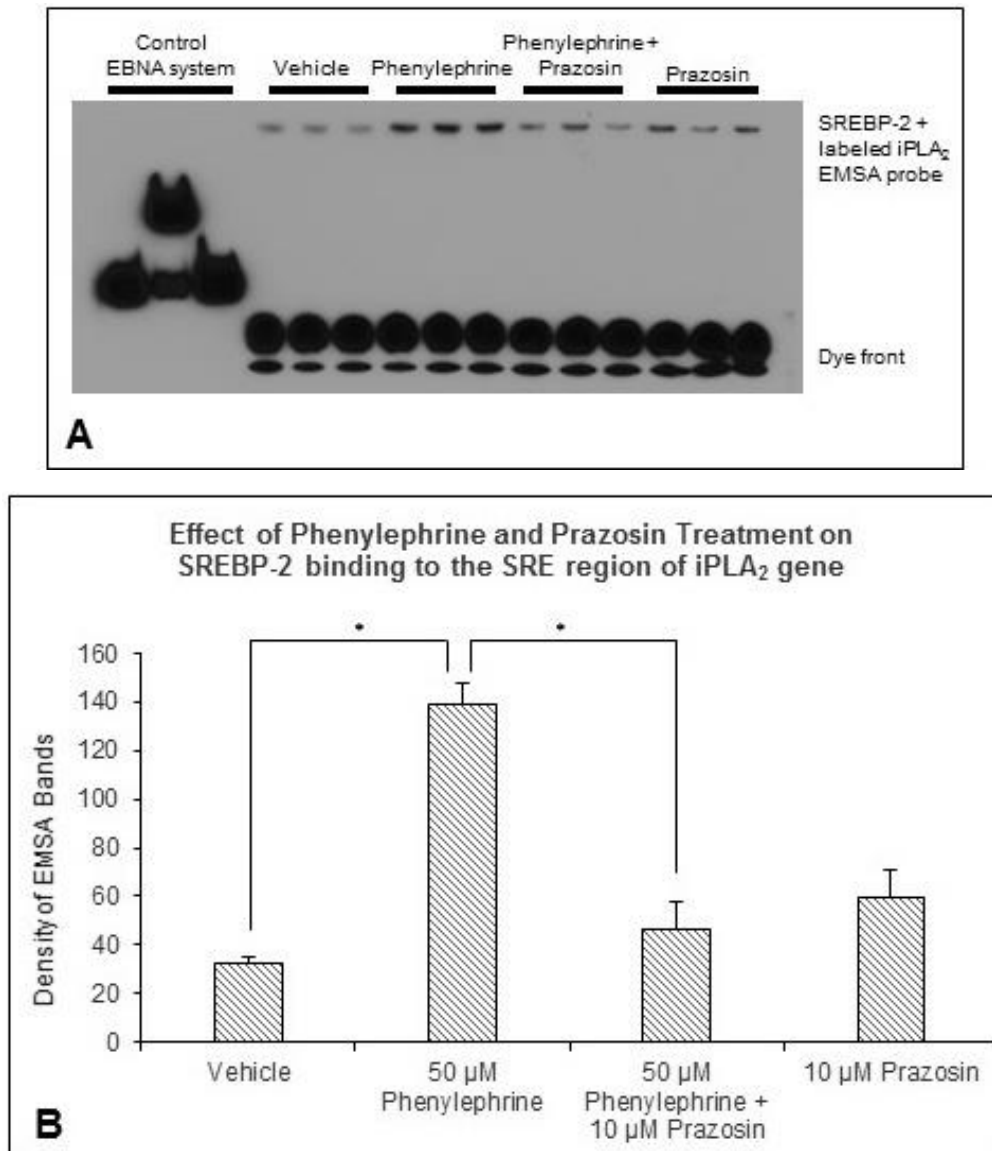 Control
EBNA system
Vehicle
Phenylephrine
Phenylephrine +
Prazosin
Prazosin
SREBP-2 +
labeled iPLA₂
EMSA probe
Dye front
A
Effect of Phenylephrine and Prazosin Treatment on
SREBP-2 binding to the SRE region of iPLA₂ gene
* *
160
140
120
100
80
60
40
20
0
Density of EMSA Bands
Vehicle
50 µM
Phenylephrine
50 µM
Phenylephrine +
10 µM Prazosin
10 µM Prazosin
B